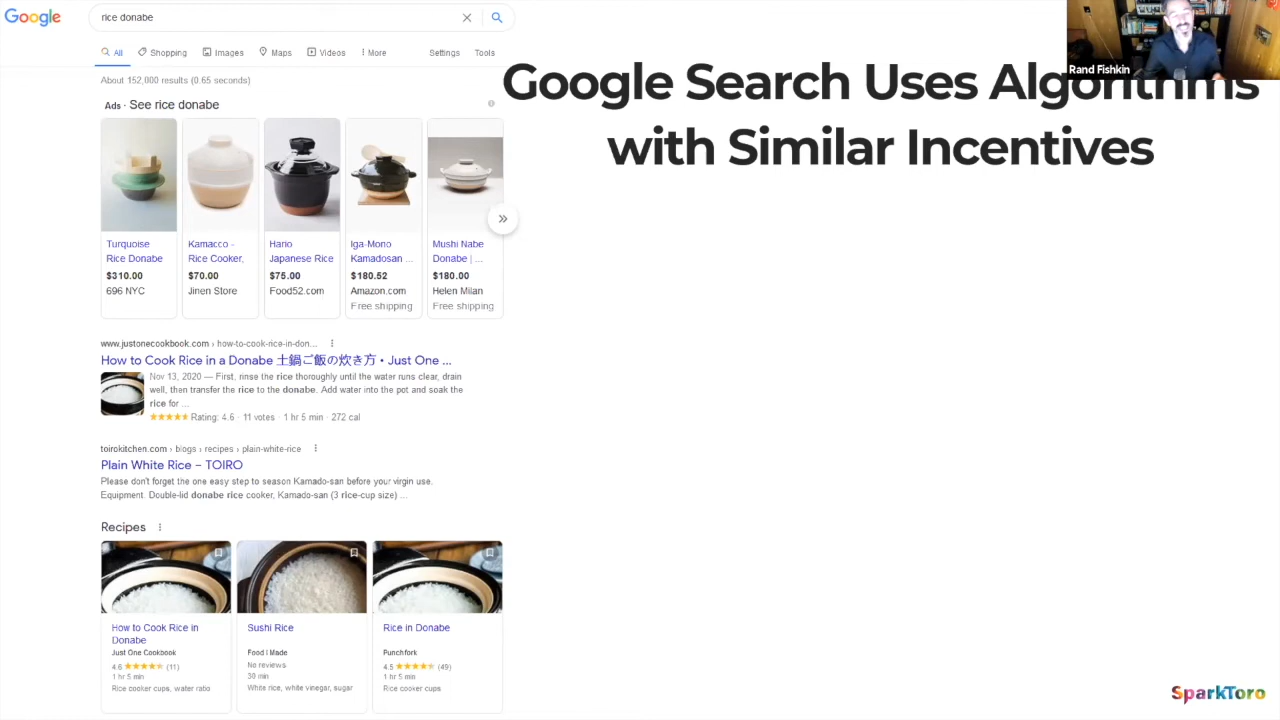 Google
rice donabe
All
Shopping
Images
Maps
Videos
More
Settings
Tools
About 152,000 results (0.65 seconds)
Ads · See rice donabe
Turquoise
Rice Donabe
$310.00
696 NYC
Kamacco -
Rice Cooker,
$70.00
Jinen Store
Hario
Japanese Rice
$75.00
Food52.com
Iga-Mono
Kamadosan ...
$180.52
Amazon.com
Free shipping
Mushi Nabe
Donabe | ...
$180.00
Helen Milan
Free shipping
www.justonecookbook.com › how-to-cook-rice-in-don...
How to Cook Rice in a Donabe 土鍋ご飯の炊き方 • Just One ...
Nov 13, 2020 — First, rinse the rice thoroughly until the water runs clear, drain
well, then transfer the rice to the donabe. Add water into the pot and soak the
rice for ...
Rating: 4.6 · 11 votes · 1 hr 5 min · 272 cal
toirokitchen.com › blogs › recipes › plain-white-rice
Plain White Rice – TOIRO
Please don't forget the one easy step to season Kamado-san before your virgin use.
Equipment. Double-lid donabe rice cooker, Kamado-san (3 rice-cup size) ...
Recipes
How to Cook Rice in
Donabe
Just One Cookbook
4.6 (11)
1 hr 5 min
Rice cooker cups, water ratio
Sushi Rice
Food I Made
No reviews
30 min
White rice, white vinegar, sugar
Rice in Donabe
Punchfork
4.5 (49)
1 hr 5 min
Rice cooker cups
Google Search Uses Algorithms
with Similar Incentives
Rand Fishkin
SparkToro